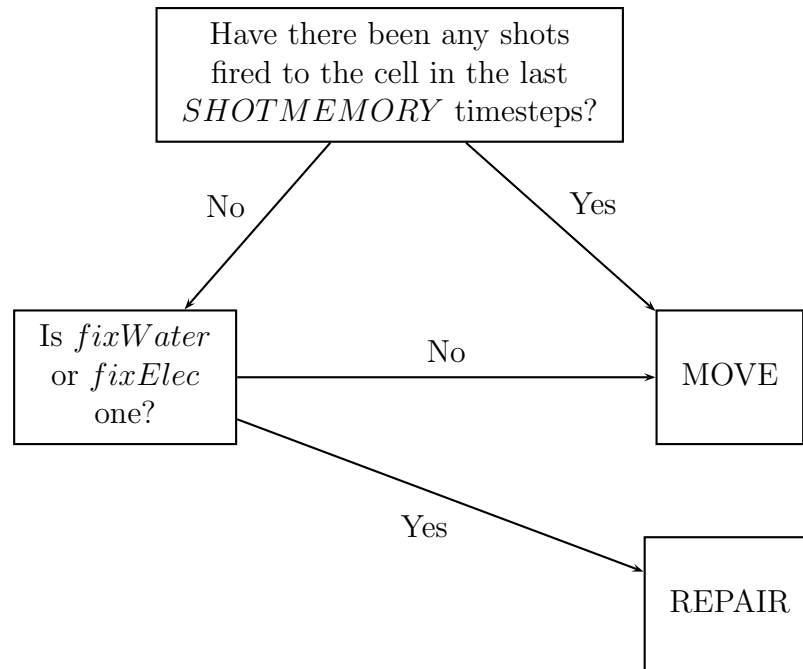 Have there been any shots
fired to the cell in the last
SHOTMEMORY timesteps?
No
Yes
Is fixWater
or fixElec
one?
No
MOVE
Yes
REPAIR